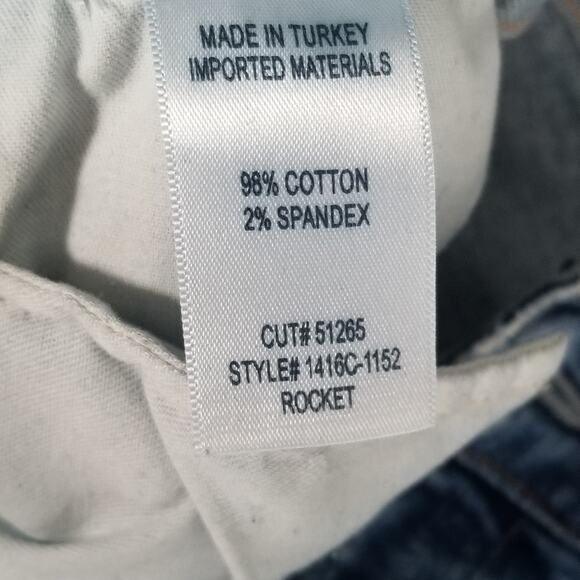 MADE IN TURKEY
IMPORTED MATERIALS
98% COTTON
2% SPANDEX
CUT# 51265
STYLE# 1416C-1152
ROCKET